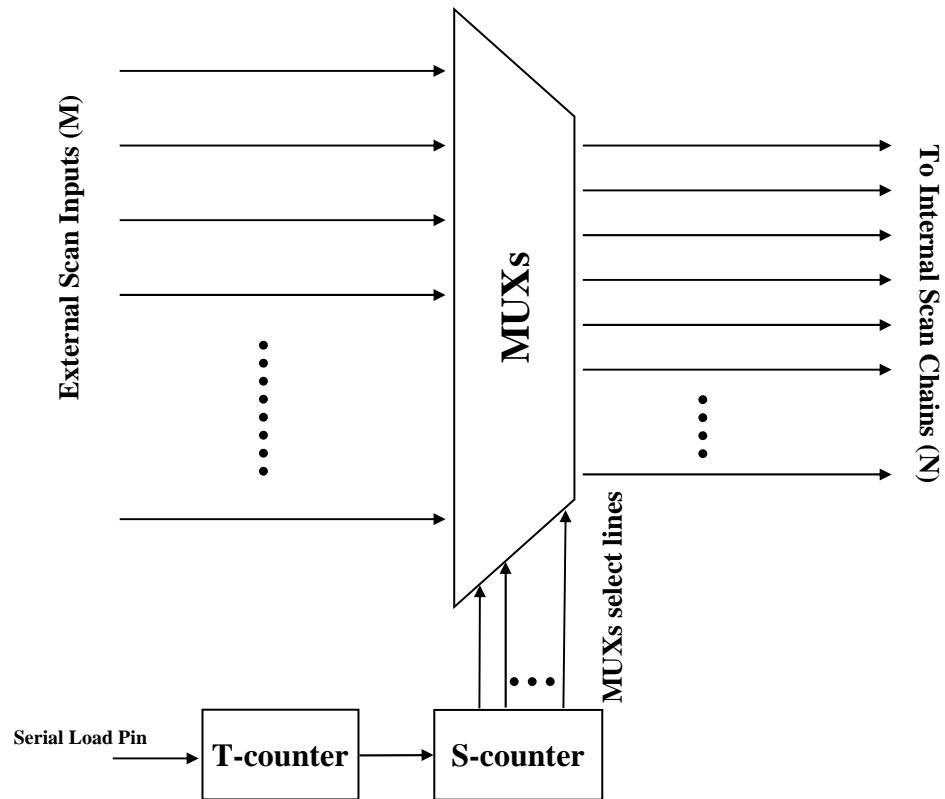 External Scan Inputs (M)
MUXs
To Internal Scan Chains (N)
MUXs select lines
Serial Load Pin
T-counter
S-counter